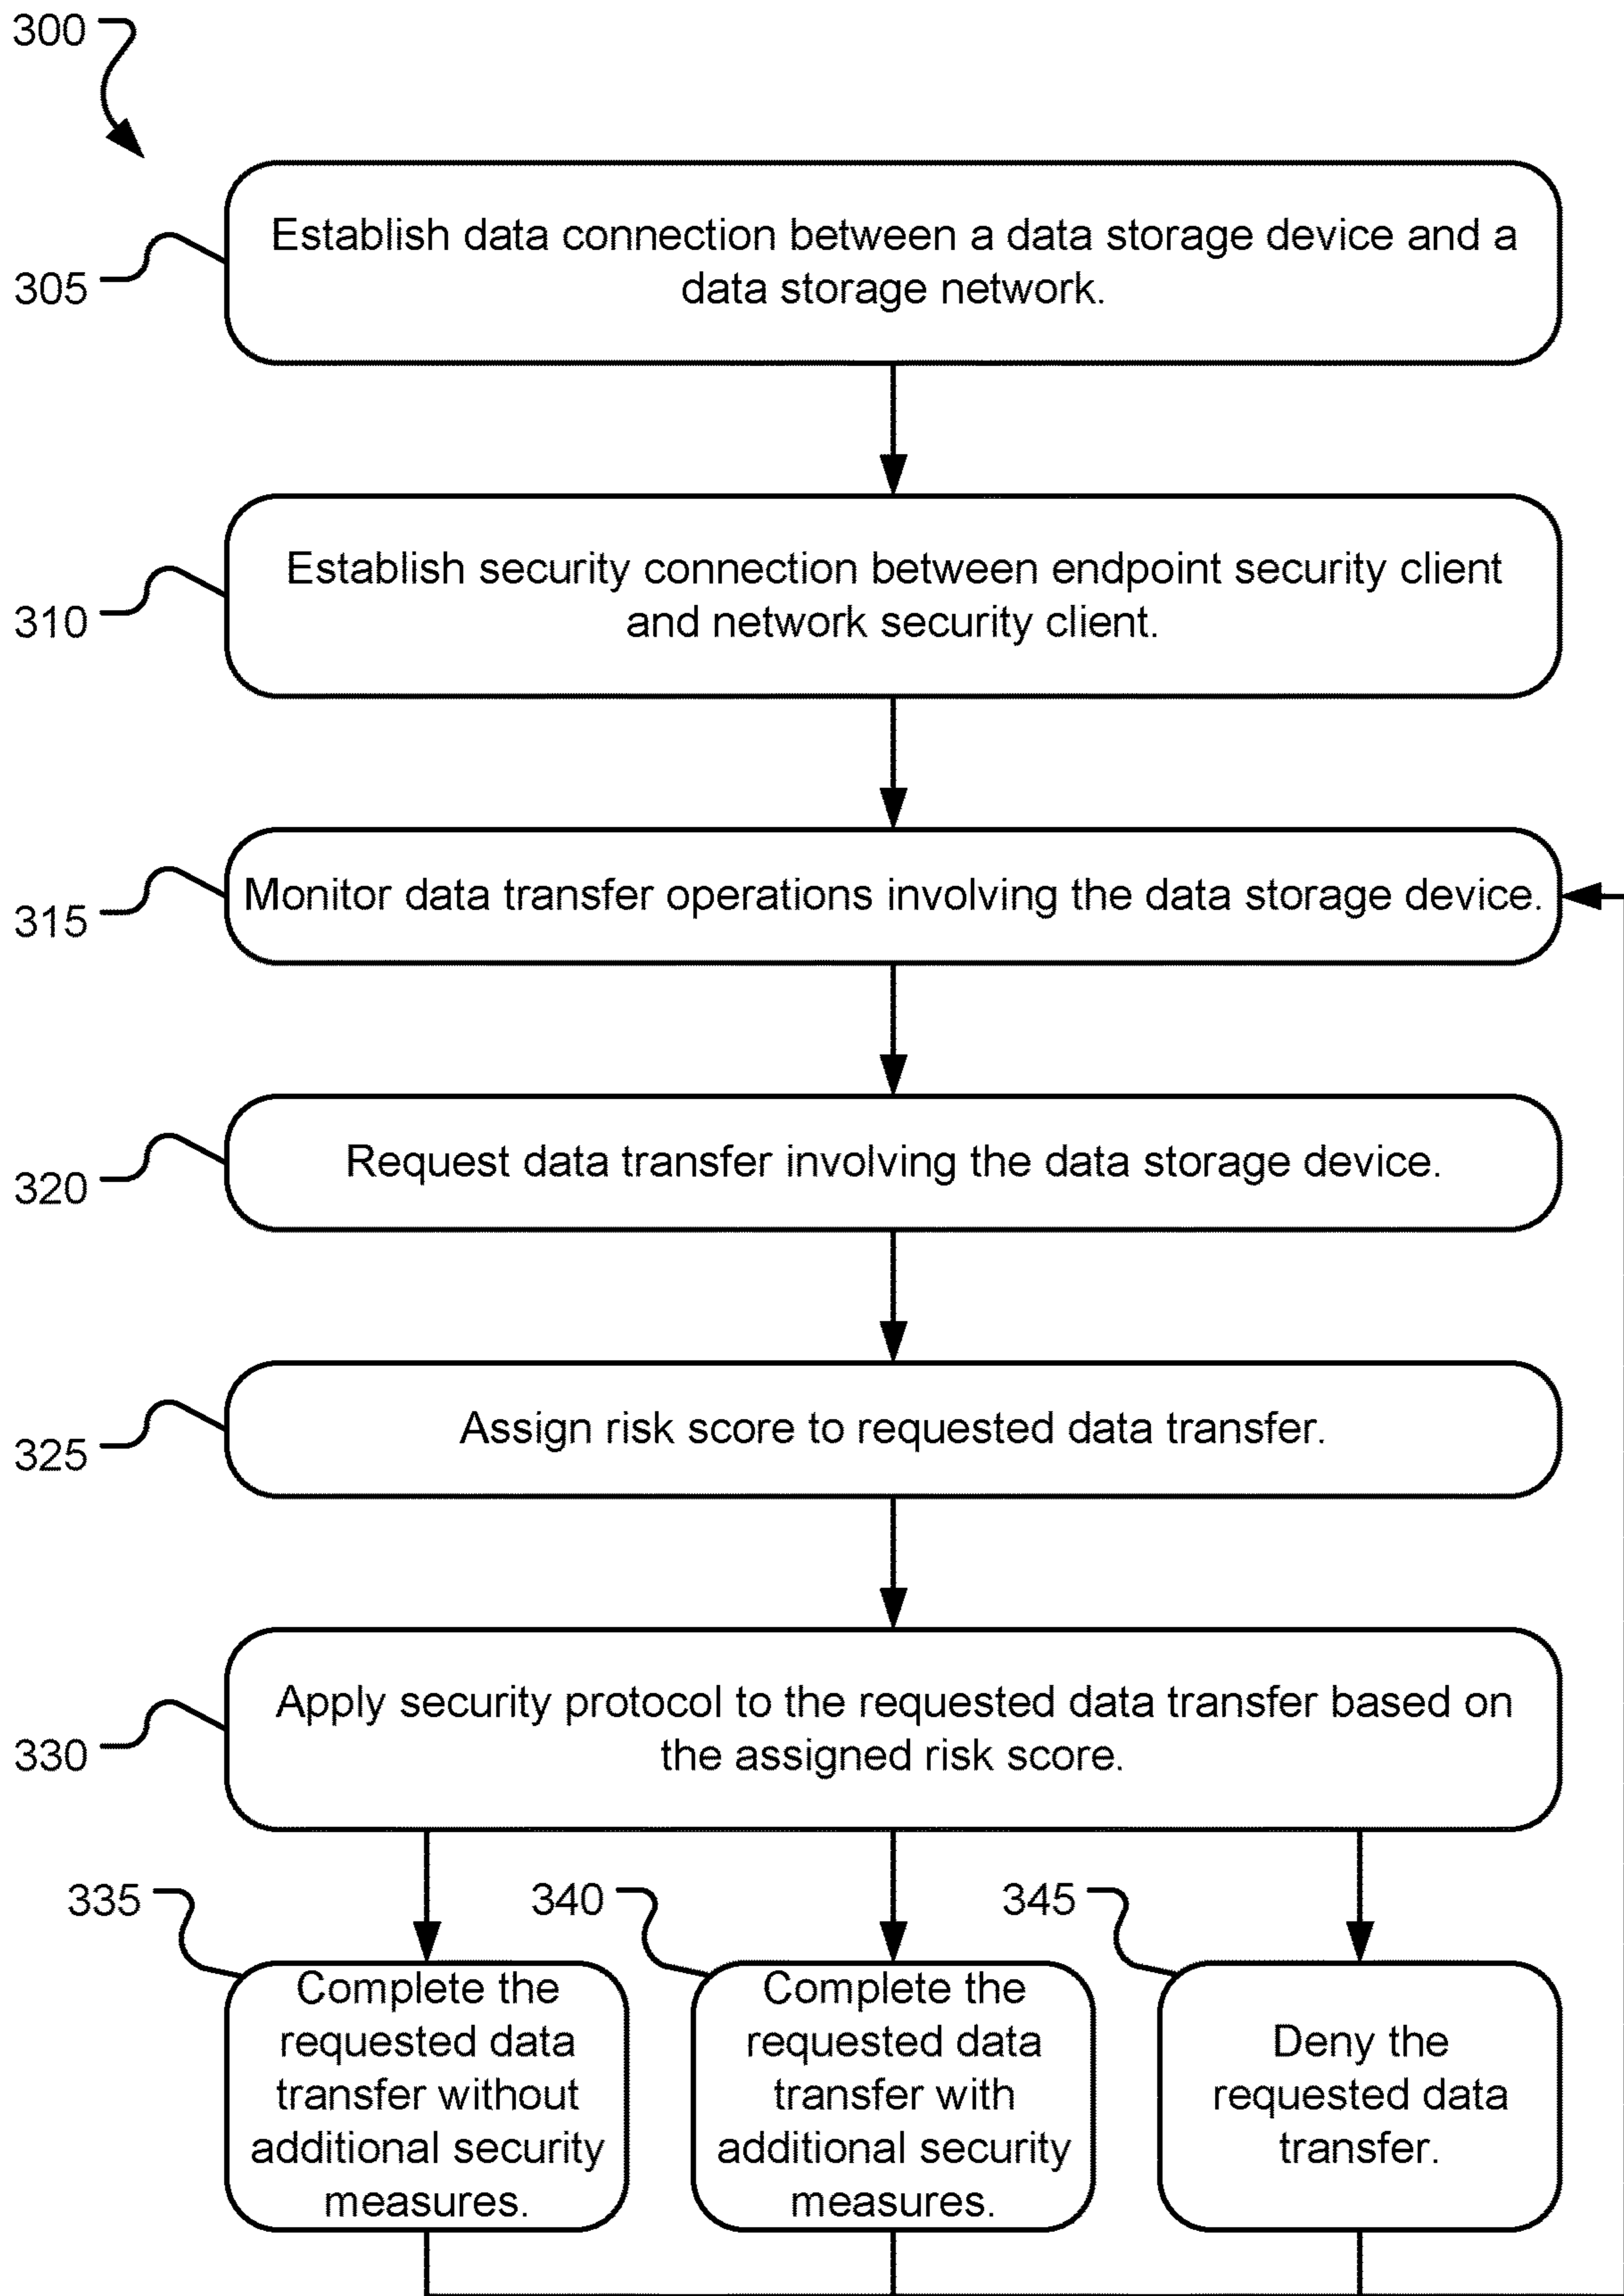 300
Establish data connection between a data storage device and a
data storage network.
305
Establish security connection between endpoint security client
and network security client.
310
Monitor data transfer operations involving the data storage device.
315
Request data transfer involving the data storage device.
320
Assign risk score to requested data transfer.
325
Apply security protocol to the requested data transfer based on
the assigned risk score.
330
335
Complete the
requested data
transfer without
additional security
measures.
340
Complete the
requested data
transfer with
additional security
measures.
345
Deny the
requested data
transfer.